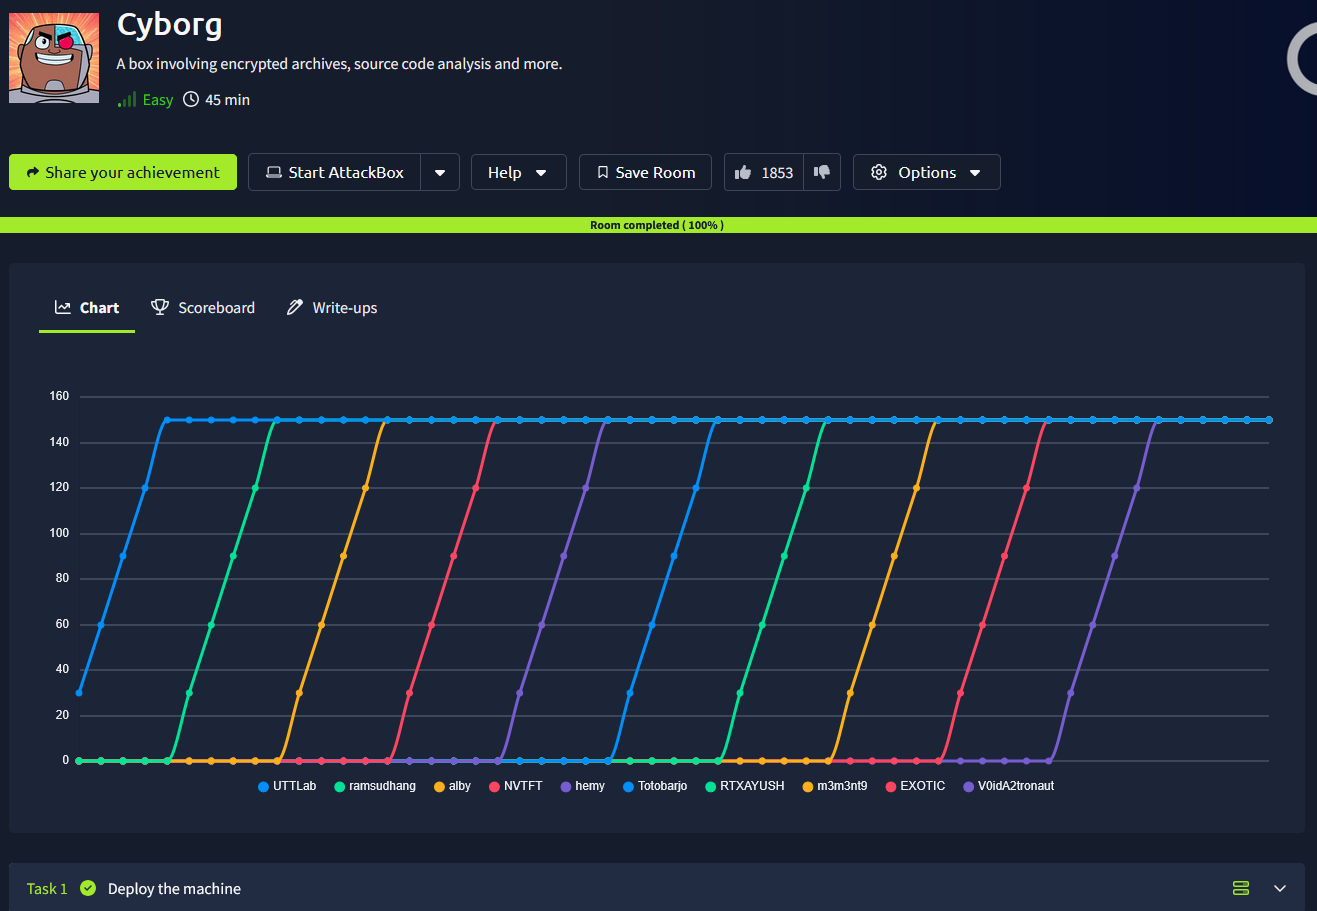 Cyborg
A box involving encrypted archives, source code analysis and more.
Easy 45 min
Share your achievement Start AttackBox Help Save Room 1853 Options
Room completed ( 100% )
Chart Scoreboard Write-ups
160
140
120
100
80
60
40
20
0
UTTLab ramsudhang alby NVTFT hemy Totobarjo RTXAYUSH m3m3nt9 EXOTIC V0idA2tronaut
Task 1 Deploy the machine